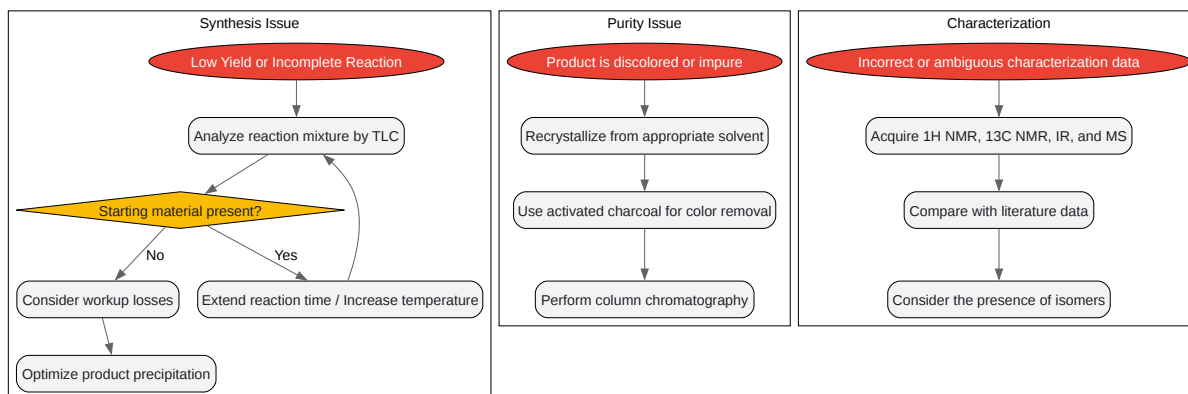 Synthesis Issue
Low Yield or Incomplete Reaction
Analyze reaction mixture by TLC
Starting material present?
No
Yes
Consider workup losses
Extend reaction time / Increase temperature
Optimize product precipitation
Purity Issue
Product is discolored or impure
Recrystallize from appropriate solvent
Use activated charcoal for color removal
Perform column chromatography
Characterization
Incorrect or ambiguous characterization data
Acquire 1H NMR, 13C NMR, IR, and MS
Compare with literature data
Consider the presence of isomers